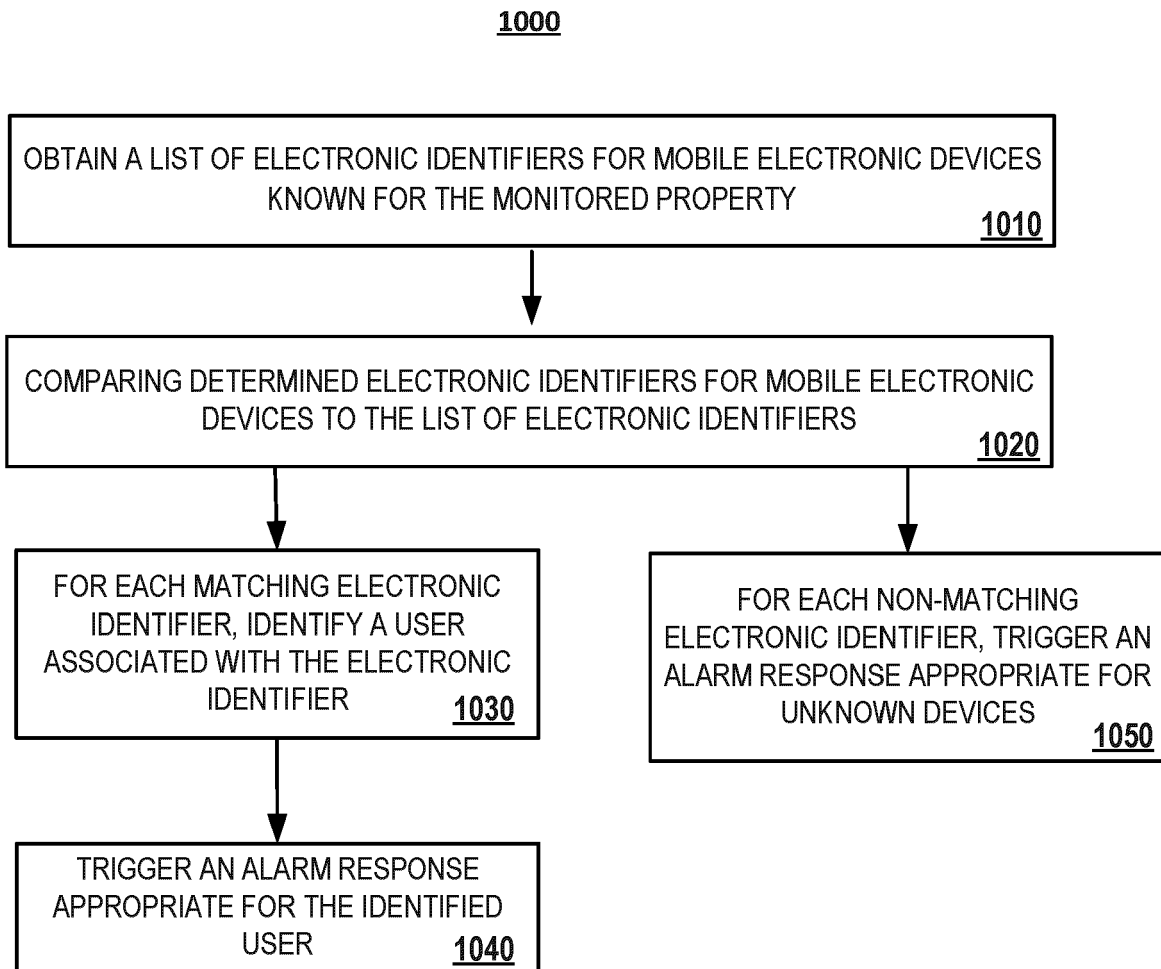 1000
OBTAIN A LIST OF ELECTRONIC IDENTIFIERS FOR MOBILE ELECTRONIC DEVICES
KNOWN FOR THE MONITORED PROPERTY
1010
COMPARING DETERMINED ELECTRONIC IDENTIFIERS FOR MOBILE ELECTRONIC
DEVICES TO THE LIST OF ELECTRONIC IDENTIFIERS
1020
FOR EACH MATCHING ELECTRONIC
IDENTIFIER, IDENTIFY A USER
ASSOCIATED WITH THE ELECTRONIC
IDENTIFIER
1030
TRIGGER AN ALARM RESPONSE
APPROPRIATE FOR THE IDENTIFIED
USER
1040
FOR EACH NON-MATCHING
ELECTRONIC IDENTIFIER, TRIGGER AN
ALARM RESPONSE APPROPRIATE FOR
UNKNOWN DEVICES
1050